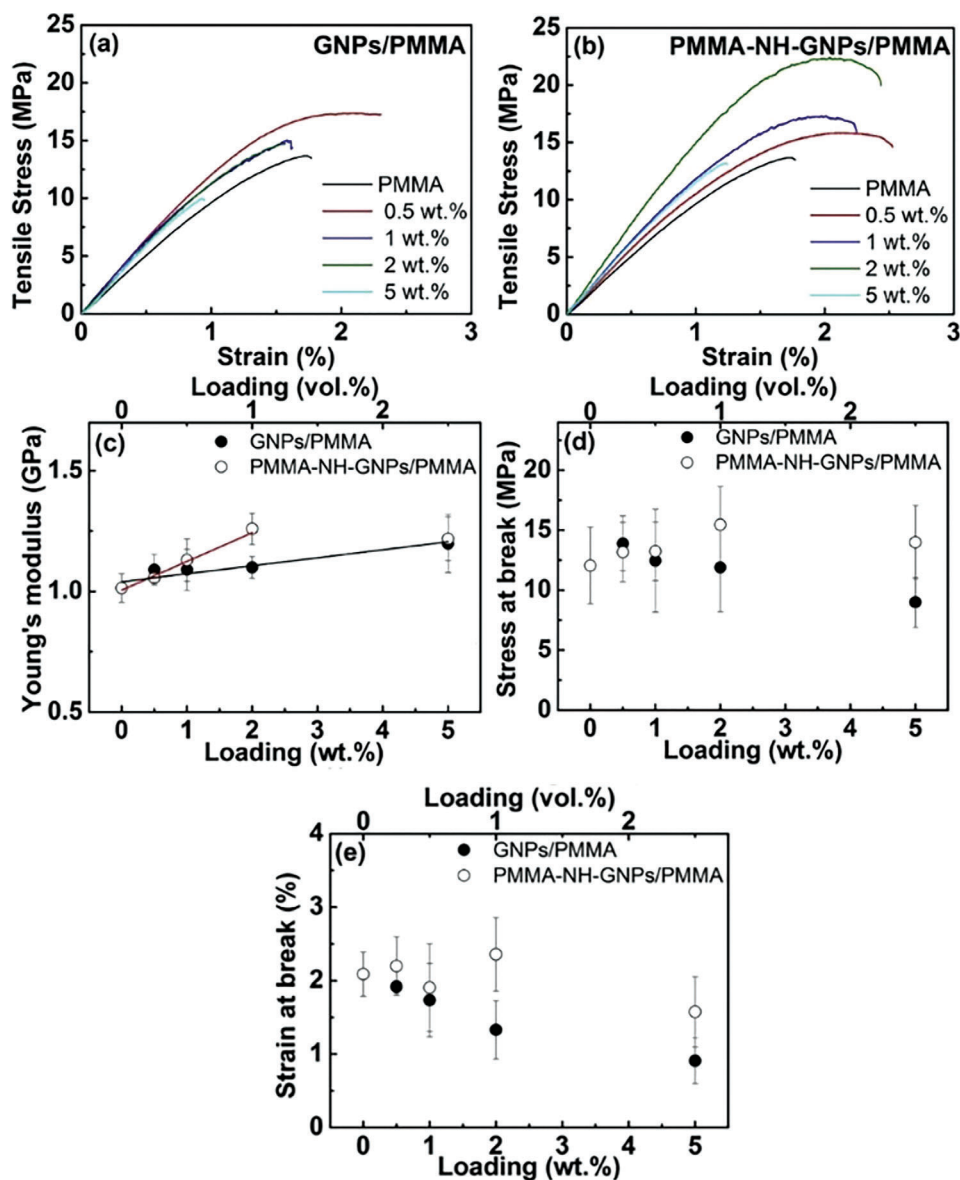 (a) GNPs/PMMA
25
20
15
10
5
0
Tensile Stress (MPa)
PMMA
0.5 wt.%
1 wt.%
2 wt.%
5 wt.%
0 1 2 3
Strain (%)
(b) PMMA-NH-GNPs/PMMA
25
20
15
10
5
0
Tensile Stress (MPa)
PMMA
0.5 wt.%
1 wt.%
2 wt.%
5 wt.%
0 1 2 3
Strain (%)
Loading (vol.%)
0 1 2
(c)
GNPs/PMMA
PMMA-NH-GNPs/PMMA
1.5
1.0
0.5
Young's modulus (GPa)
0 1 2 3 4 5
Loading (wt.%)
Loading (vol.%)
0 1 2
(d)
GNPs/PMMA
PMMA-NH-GNPs/PMMA
20
15
10
5
0
Stress at break (MPa)
0 1 2 3 4 5
Loading (wt.%)
Loading (vol.%)
0 1 2
(e)
GNPs/PMMA
PMMA-NH-GNPs/PMMA
4
3
2
1
0
Strain at break (%)
0 1 2 3 4 5
Loading (wt.%)